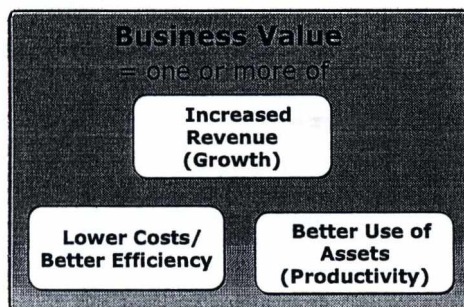 Business Value
= one or more of
Increased
Revenue
(Growth)
Lower Costs/
Better Efficiency
Better Use of
Assets
(Productivity)